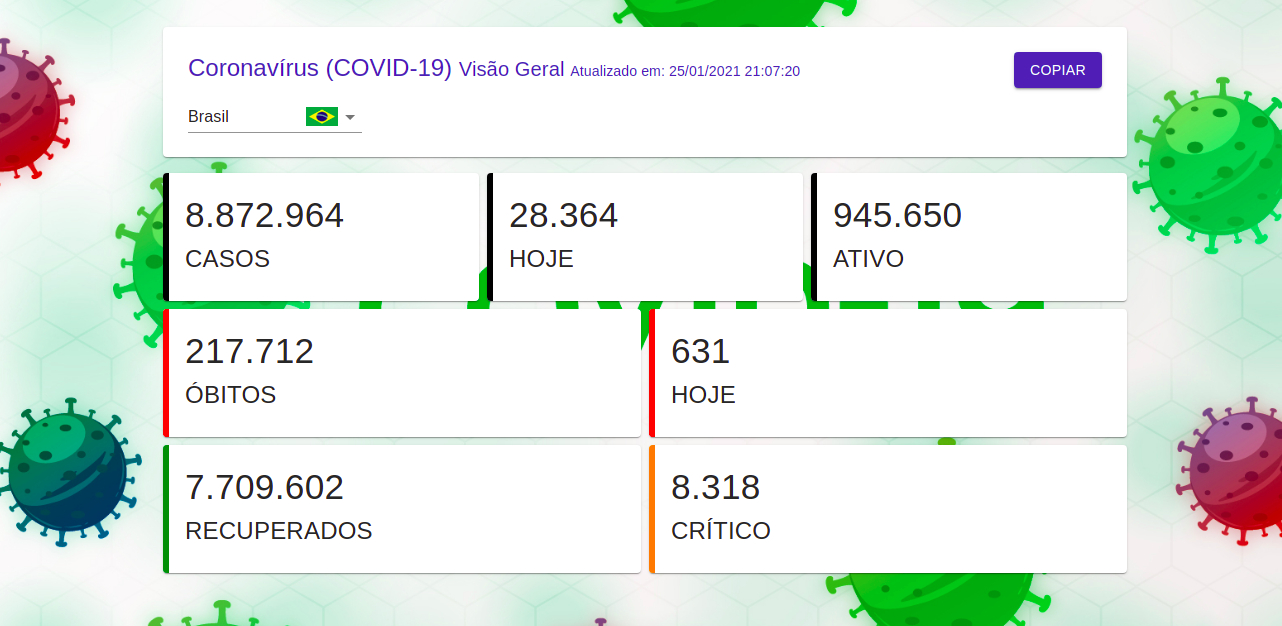 Coronavírus (COVID-19) Visão Geral Atualizado em: 25/01/2021 21:07:20
COPIAR
Brasil
8.872.964
CASOS
28.364
HOJE
945.650
ATIVO
217.712
ÓBITOS
631
HOJE
7.709.602
RECUPERADOS
8.318
CRÍTICO